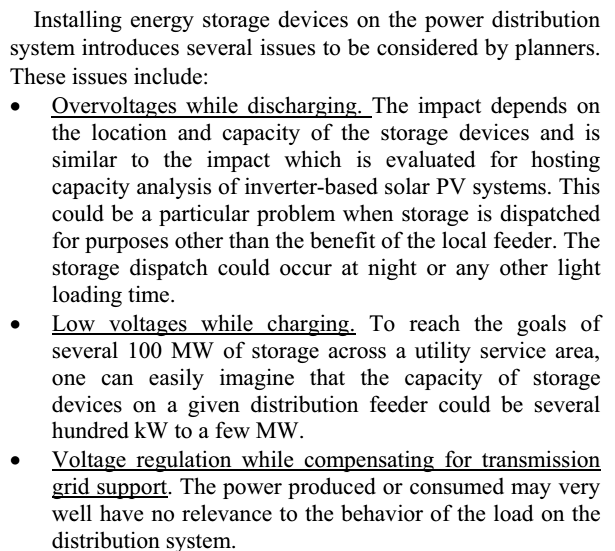 Installing energy storage devices on the power distribution
system introduces several issues to be considered by planners.
These issues include:
• Overvoltages while discharging. The impact depends on
the location and capacity of the storage devices and is
similar to the impact which is evaluated for hosting
capacity analysis of inverter-based solar PV systems. This
could be a particular problem when storage is dispatched
for purposes other than the benefit of the local feeder. The
storage dispatch could occur at night or any other light
loading time.
• Low voltages while charging. To reach the goals of
several 100 MW of storage across a utility service area,
one can easily imagine that the capacity of storage
devices on a given distribution feeder could be several
hundred kW to a few MW.
• Voltage regulation while compensating for transmission
grid support. The power produced or consumed may very
well have no relevance to the behavior of the load on the
distribution system.